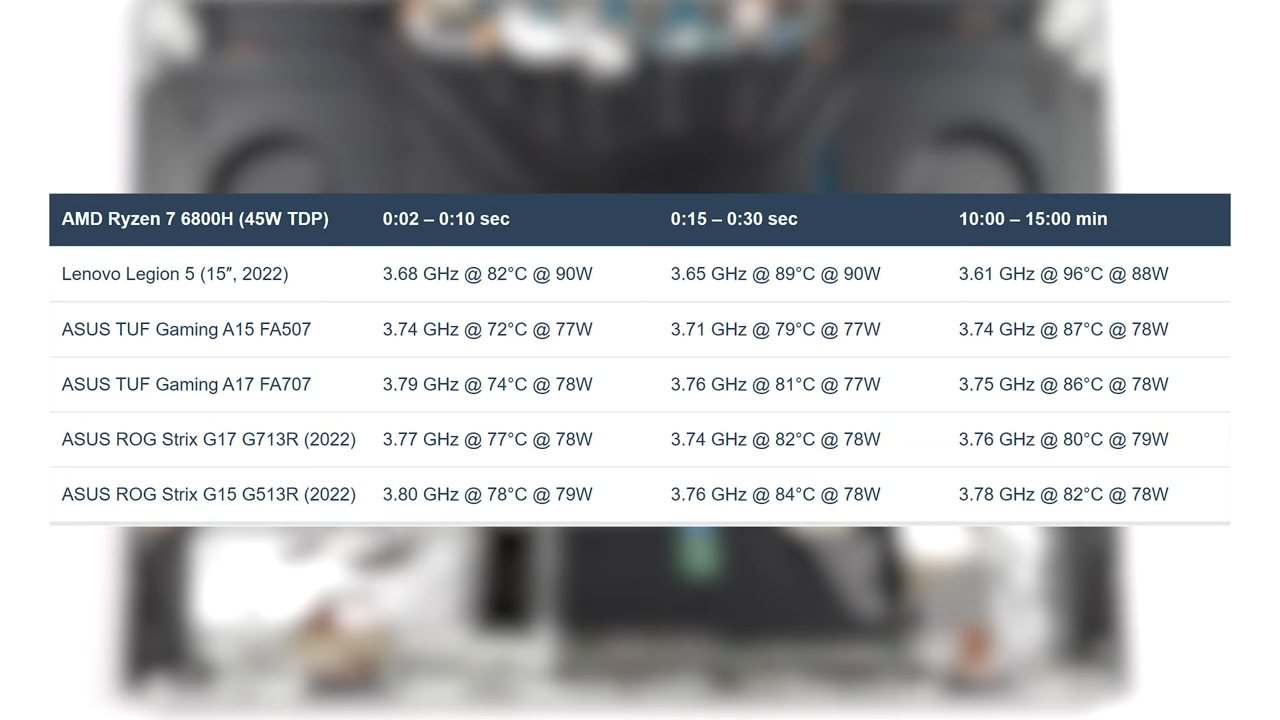 AMD Ryzen 7 6800H (45W TDP) 0:02 – 0:10 sec 0:15 – 0:30 sec 10:00 – 15:00 min
Lenovo Legion 5 (15″, 2022) 3.68 GHz @ 82°C @ 90W 3.65 GHz @ 89°C @ 90W 3.61 GHz @ 96°C @ 88W
ASUS TUF Gaming A15 FA507 3.74 GHz @ 72°C @ 77W 3.71 GHz @ 79°C @ 77W 3.74 GHz @ 87°C @ 78W
ASUS TUF Gaming A17 FA707 3.79 GHz @ 74°C @ 78W 3.76 GHz @ 81°C @ 77W 3.75 GHz @ 86°C @ 78W
ASUS ROG Strix G17 G713R (2022) 3.77 GHz @ 77°C @ 78W 3.74 GHz @ 82°C @ 78W 3.76 GHz @ 80°C @ 79W
ASUS ROG Strix G15 G513R (2022) 3.80 GHz @ 78°C @ 79W 3.76 GHz @ 84°C @ 78W 3.78 GHz @ 82°C @ 78W